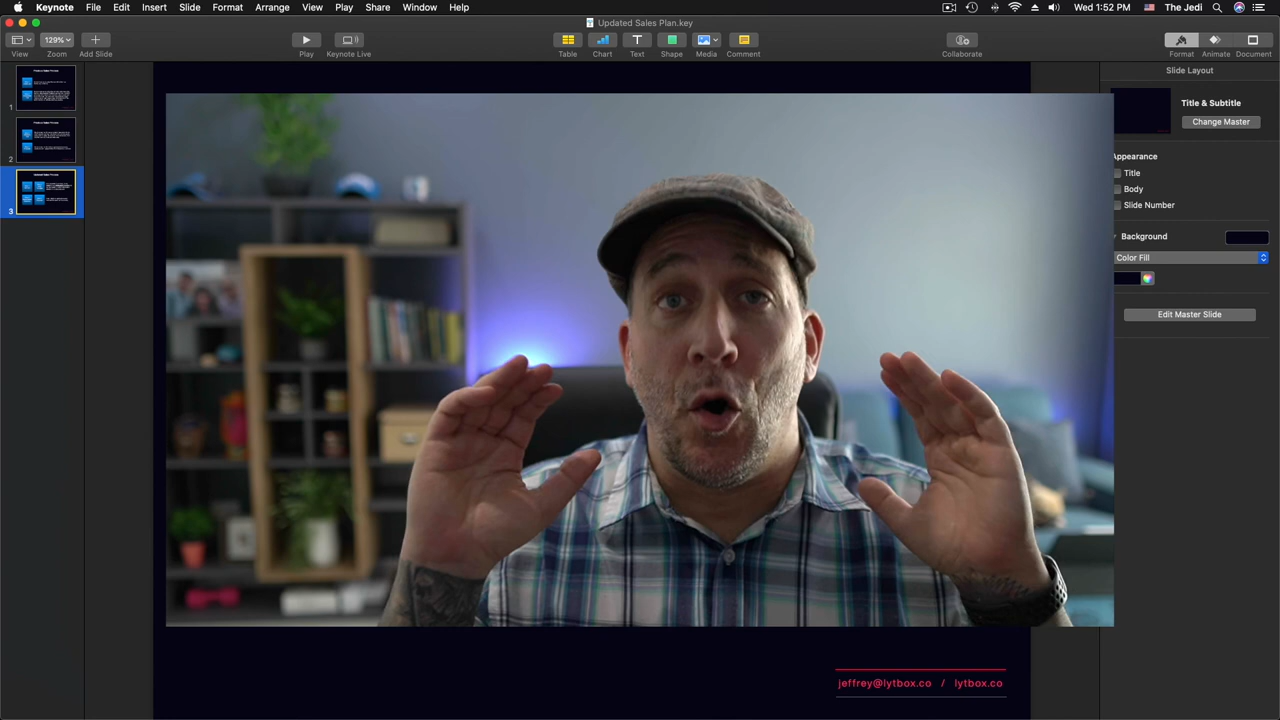 Keynote File Edit Insert Slide Format Arrange View Play Share Window Help Wed 1:52 PM The Jedi
Updated Sales Plan.key
129%
View Zoom Add Slide Play Keynote Live Table Chart Text Shape Media Comment Collaborate Format Animate Document
Slide Layout
Title & Subtitle
Change Master
Appearance
Title
Body
Slide Number
Background
Color Fill
Edit Master Slide
1
2
3
jeffrey@lytbox.co / lytbox.co